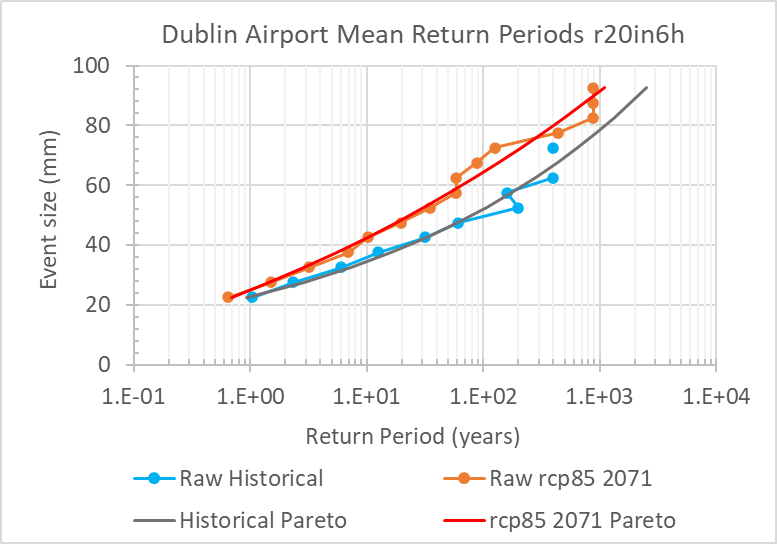 Dublin Airport Mean Return Periods r20in6h
100
80
60
40
20
0
Event size (mm)
1.E-01 1.E+00 1.E+01 1.E+02 1.E+03 1.E+04
Return Period (years)
Raw Historical Raw rcp85 2071
Historical Pareto rcp85 2071 Pareto